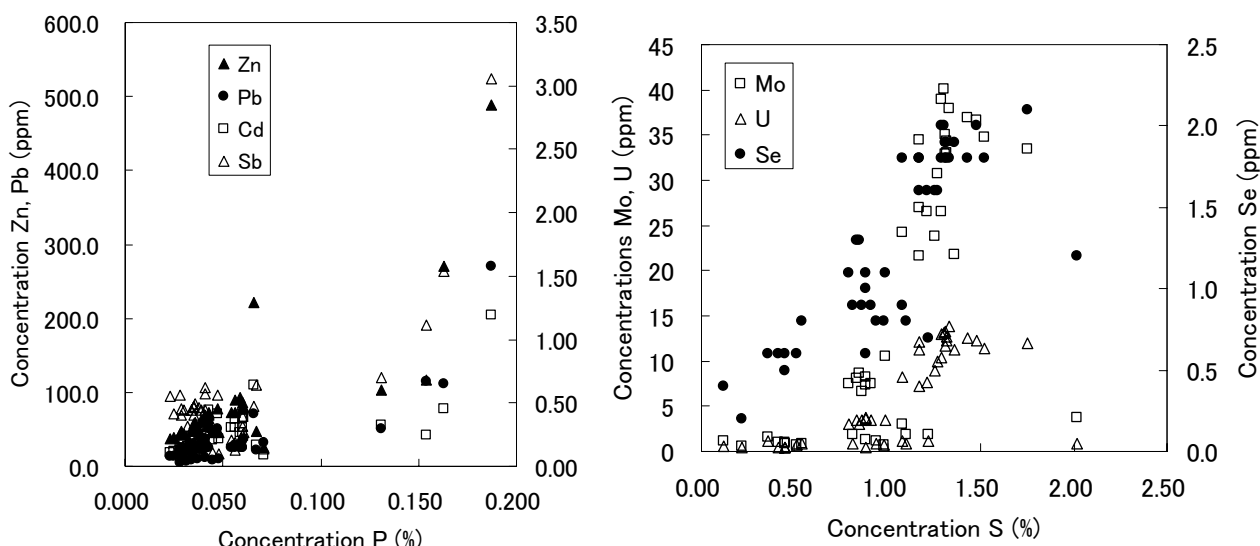 600.0
500.0
400.0
300.0
200.0
100.0
0.0
Concentration Zn, Pb (ppm)
Zn
Pb
Cd
Sb
3.50
3.00
2.50
2.00
1.50
1.00
0.50
0.00
0.000 0.050 0.100 0.150 0.200
Concentration P (%)
45
40
35
30
25
20
15
10
5
0
Concentrations Mo, U (ppm)
Mo
U
Se
2.5
2.0
1.5
1.0
0.5
0.0
Concentration Se (ppm)
0.00 0.50 1.00 1.50 2.00 2.50
Concentration S (%)